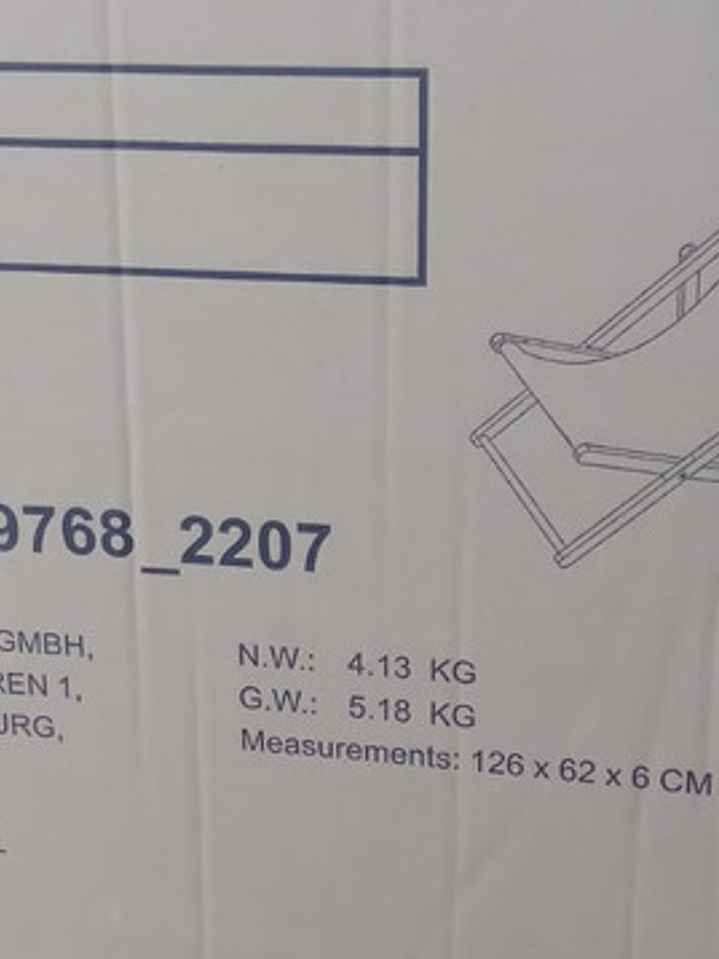 9768_2207
GMBH,
REN 1,
URG,
N.W.: 4.13 KG
G.W.: 5.18 KG
Measurements: 126 x 62 x 6 CM